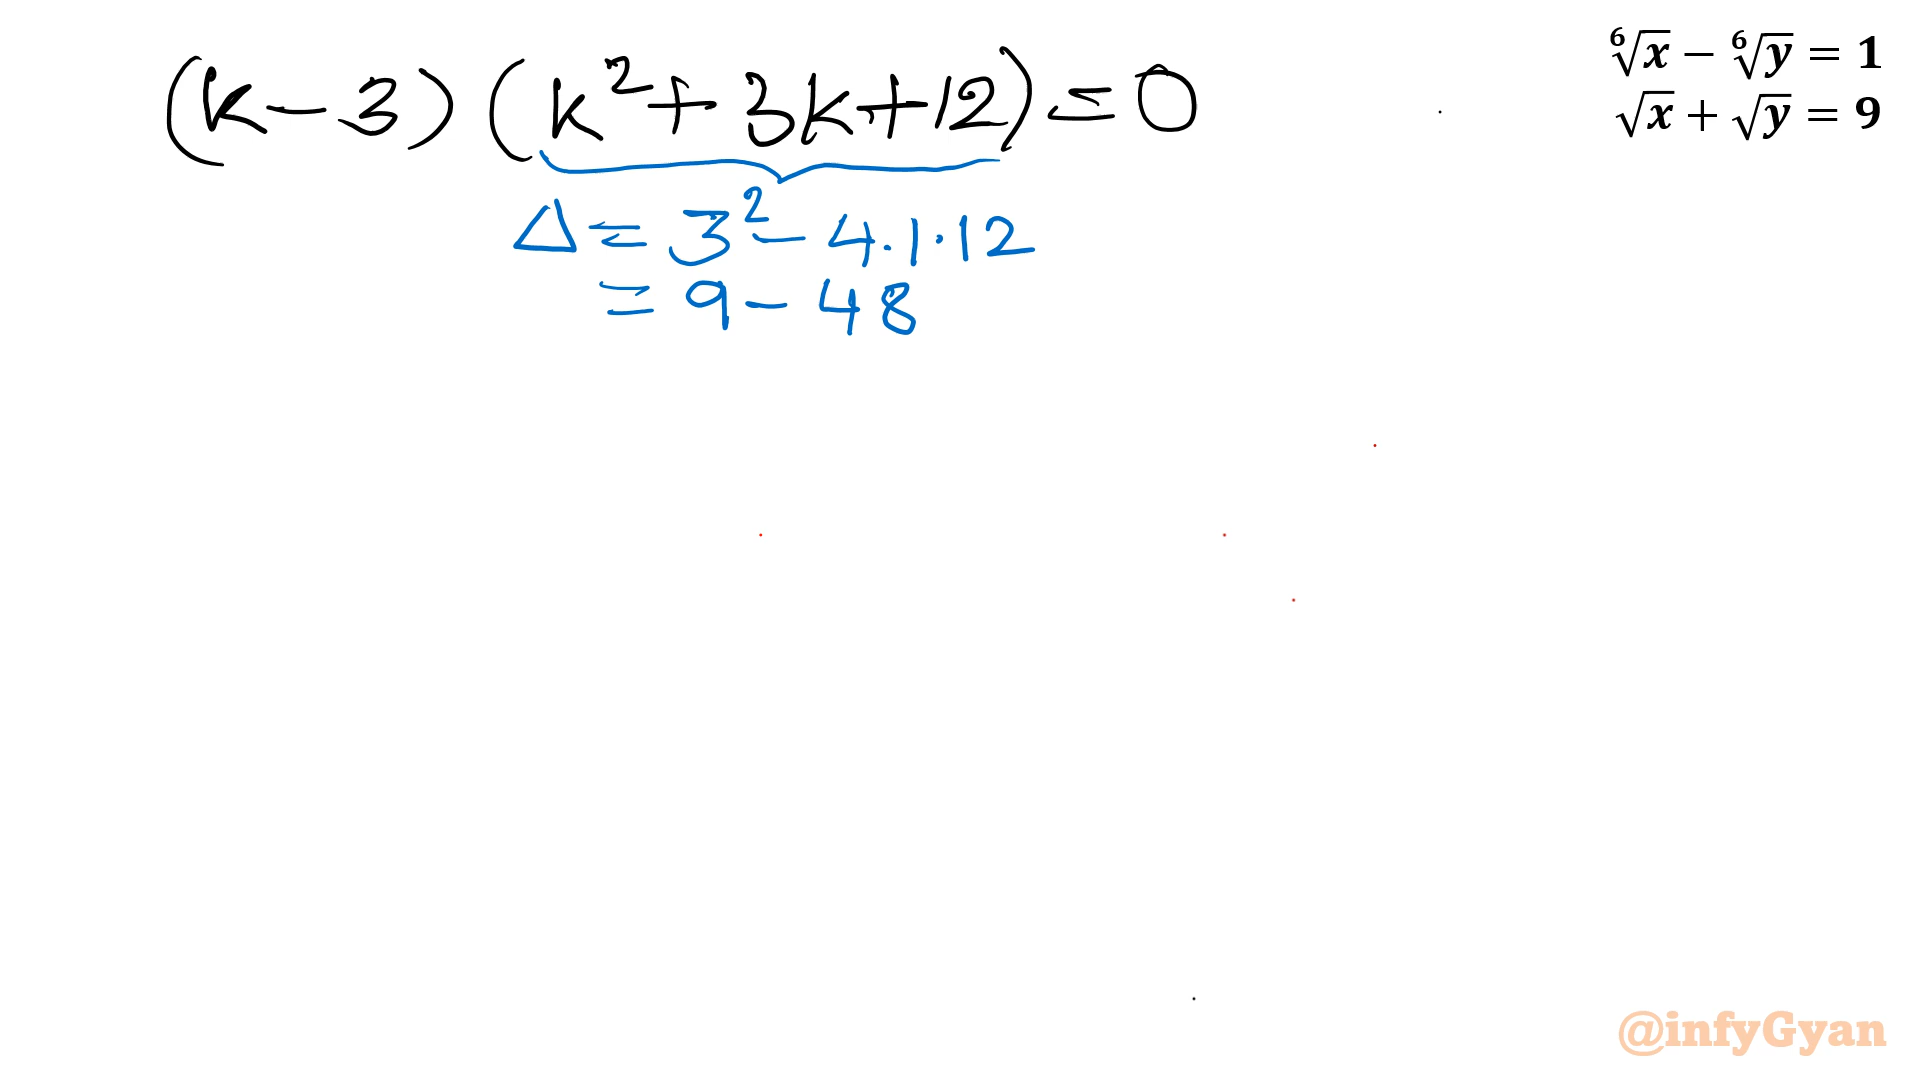 (k-3) (k²+3k+12)=0
Δ = 3² - 4.1.12
= 9 - 48
⁶√x − ⁶√y = 1
√x + √y = 9
@infyGyan